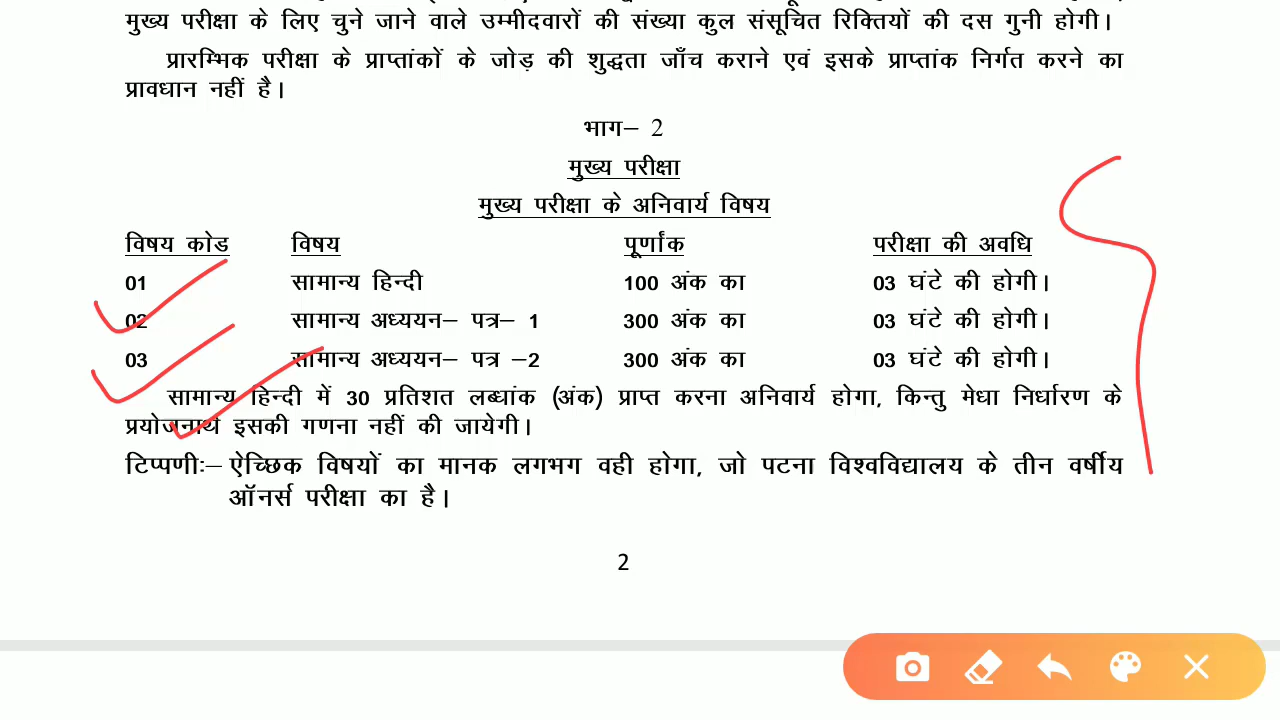 मुख्य परीक्षा के लिए चुने जाने वाले उम्मीदवारों की संख्या कुल संसूचित रिक्तियों की दस गुनी होगी।
प्रारम्भिक परीक्षा के प्राप्तांकों के जोड़ की शुद्धता जाँच कराने एवं इसके प्राप्तांक निर्गत करने का
प्रावधान नहीं है।
भाग– 2
मुख्य परीक्षा
मुख्य परीक्षा के अनिवार्य विषय
विषय कोड विषय पूर्णांक परीक्षा की अवधि
01 सामान्य हिन्दी 100 अंक का 03 घंटे की होगी।
02 सामान्य अध्ययन– पत्र– 1 300 अंक का 03 घंटे की होगी।
03 सामान्य अध्ययन– पत्र –2 300 अंक का 03 घंटे की होगी।
सामान्य हिन्दी में 30 प्रतिशत लब्धांक (अंक) प्राप्त करना अनिवार्य होगा, किन्तु मेधा निर्धारण के
प्रयोजनार्थ इसकी गणना नहीं की जायेगी।
टिप्पणीः– ऐच्छिक विषयों का मानक लगभग वही होगा, जो पटना विश्वविद्यालय के तीन वर्षीय
ऑनर्स परीक्षा का है।
2